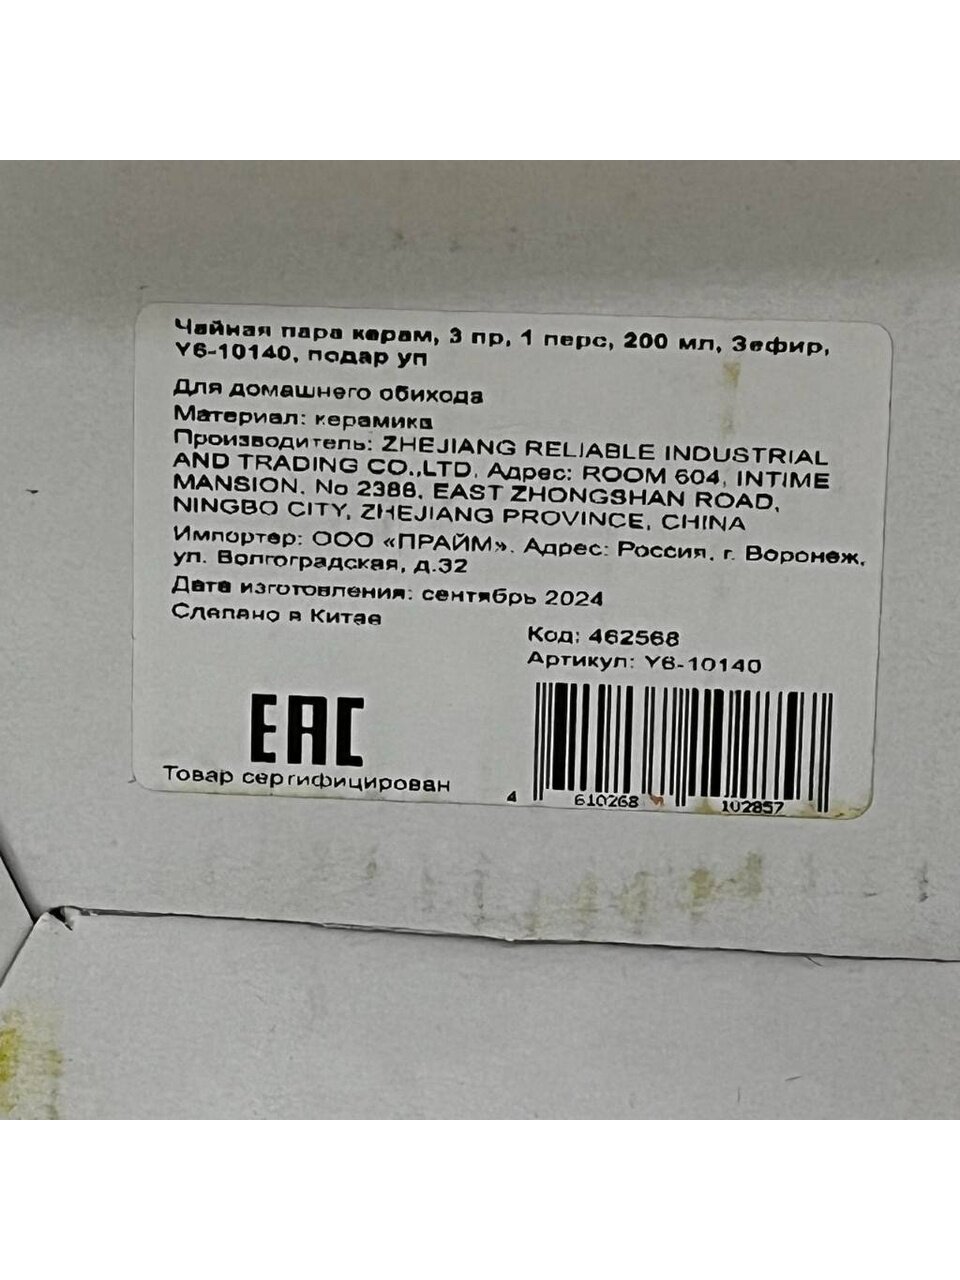 Чайная пара керам, 3 пр, 1 перс, 200 мл, Зефир,
Y6-10140, подар уп
Для домашнего обихода
Материал: керамика
Производитель: ZHEJIANG RELIABLE INDUSTRIAL
AND TRADING CO.,LTD. Адрес: ROOM 604, INTIME
MANSION. No 2386, EAST ZHONGSHAN ROAD,
NINGBO CITY, ZHEJIANG PROVINCE, CHINA
Импортер: ООО «ПРАЙМ». Адрес: Россия, г. Воронеж,
ул. Волгоградская, д.32
Дата изготовления: сентябрь 2024
Сделано в Китае
Код: 462568
Артикул: Y6-10140
EAC
Товар сертифицирован
4 610268 102857